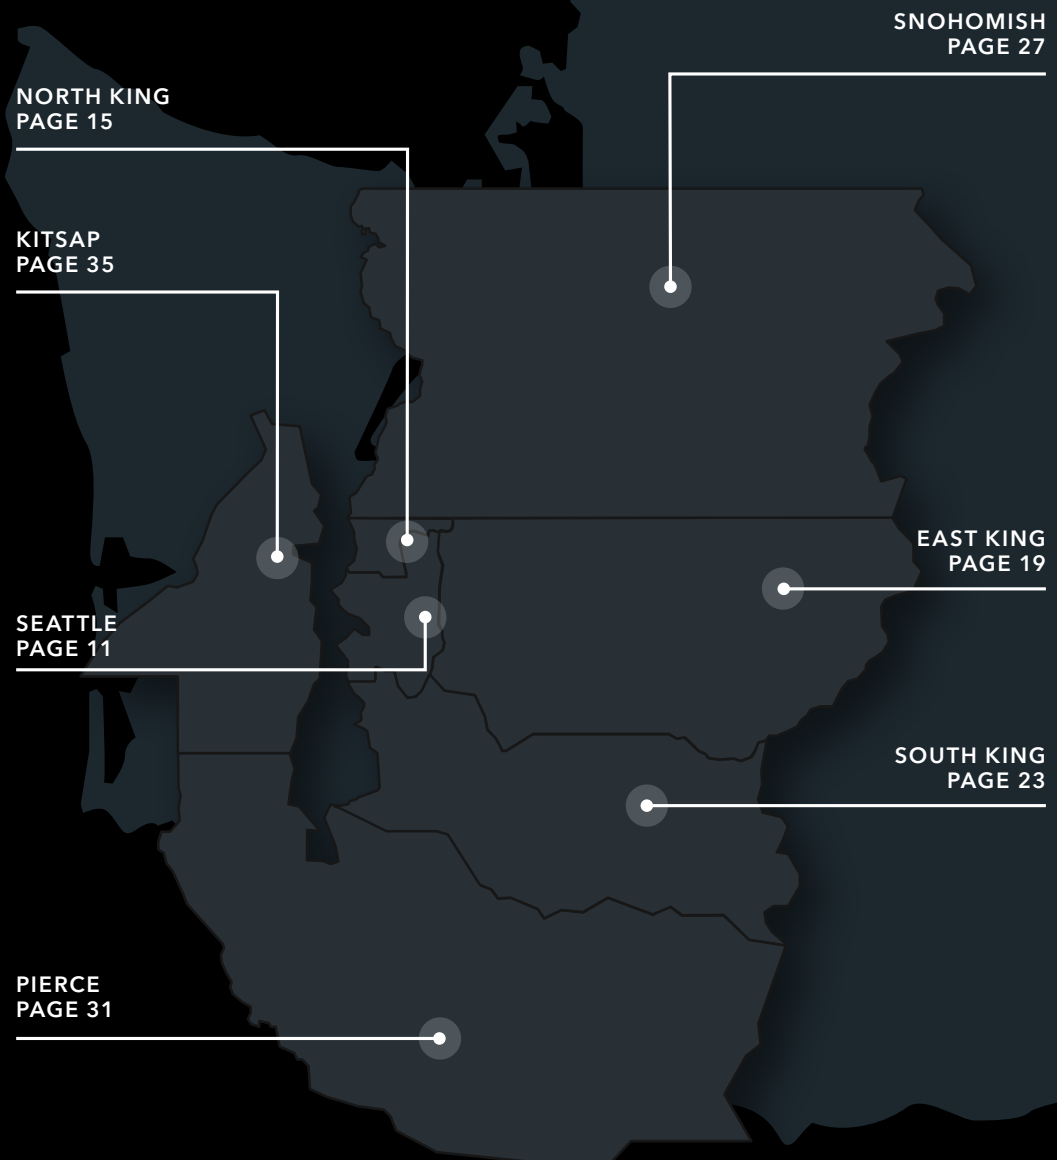 SNOHOMISH
PAGE 27
NORTH KING
PAGE 15
KITSAP
PAGE 35
EAST KING
PAGE 19
SEATTLE
PAGE 11
SOUTH KING
PAGE 23
PIERCE
PAGE 31